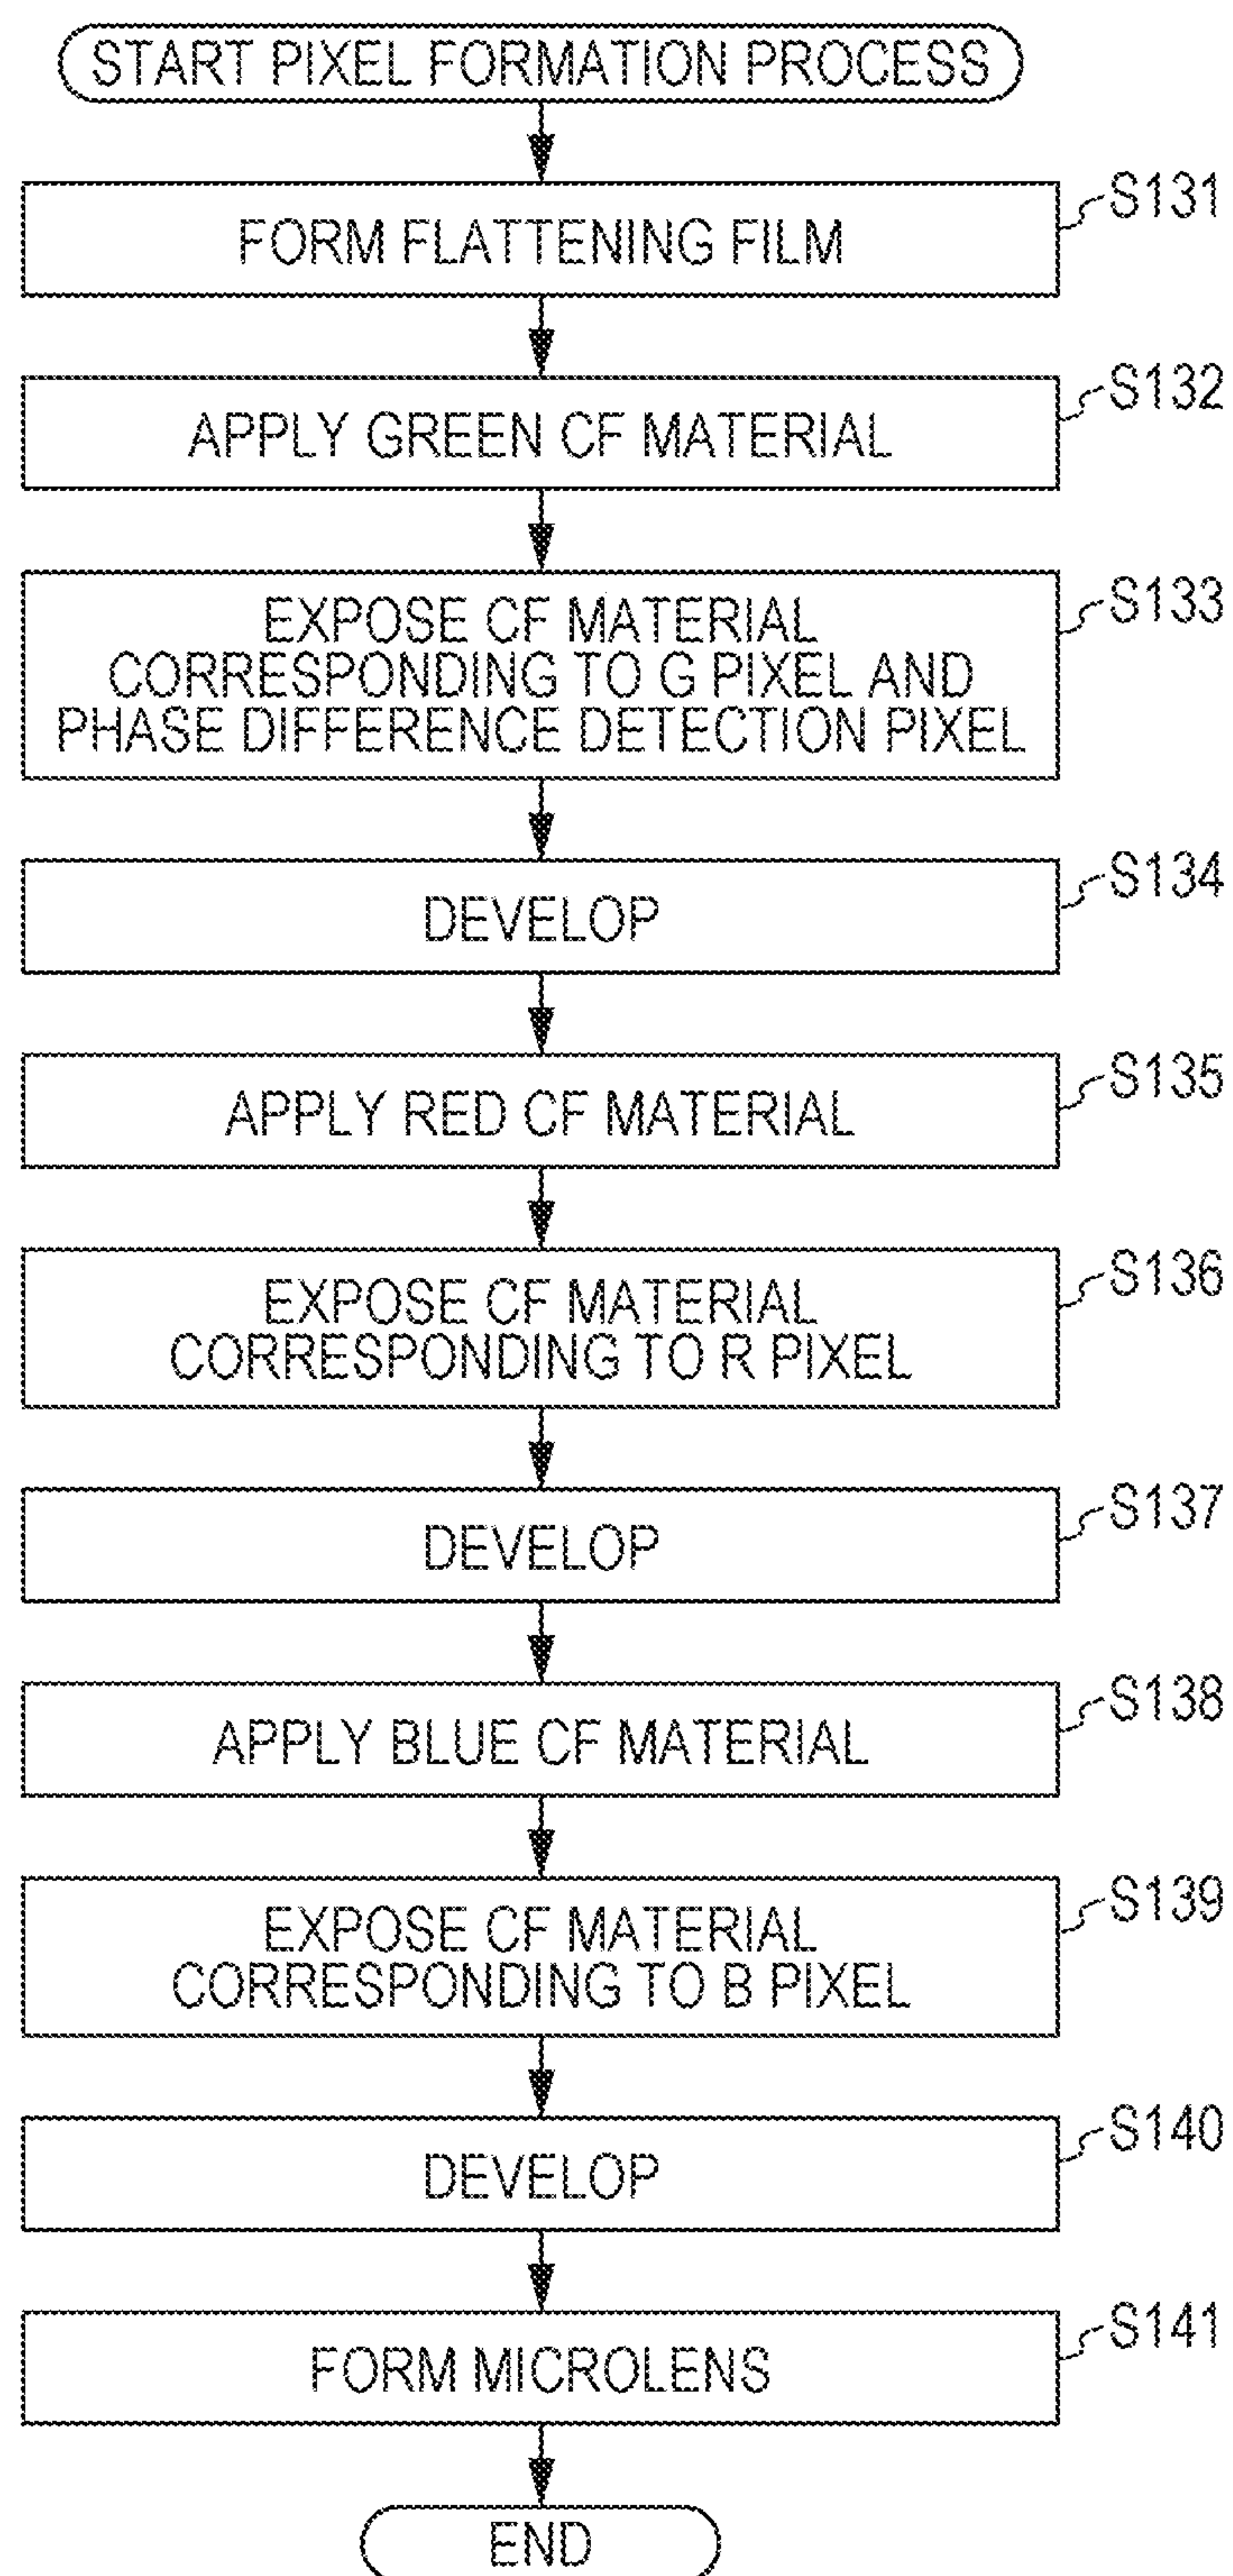 START PIXEL FORMATION PROCESS
S131
FORM FLATTENING FILM
S132
APPLY GREEN CF MATERIAL
S133
EXPOSE CF MATERIAL
CORRESPONDING TO G PIXEL AND
PHASE DIFFERENCE DETECTION PIXEL
S134
DEVELOP
S135
APPLY RED CF MATERIAL
S136
EXPOSE CF MATERIAL
CORRESPONDING TO R PIXEL
S137
DEVELOP
S138
APPLY BLUE CF MATERIAL
S139
EXPOSE CF MATERIAL
CORRESPONDING TO B PIXEL
S140
DEVELOP
S141
FORM MICROLENS
END